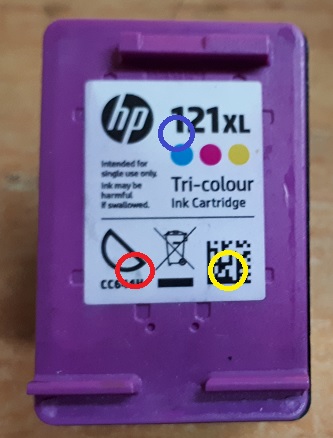 hp 121XL
Intended for
single use only.
Ink may be
harmful
if swallowed.
Tri-colour
Ink Cartridge